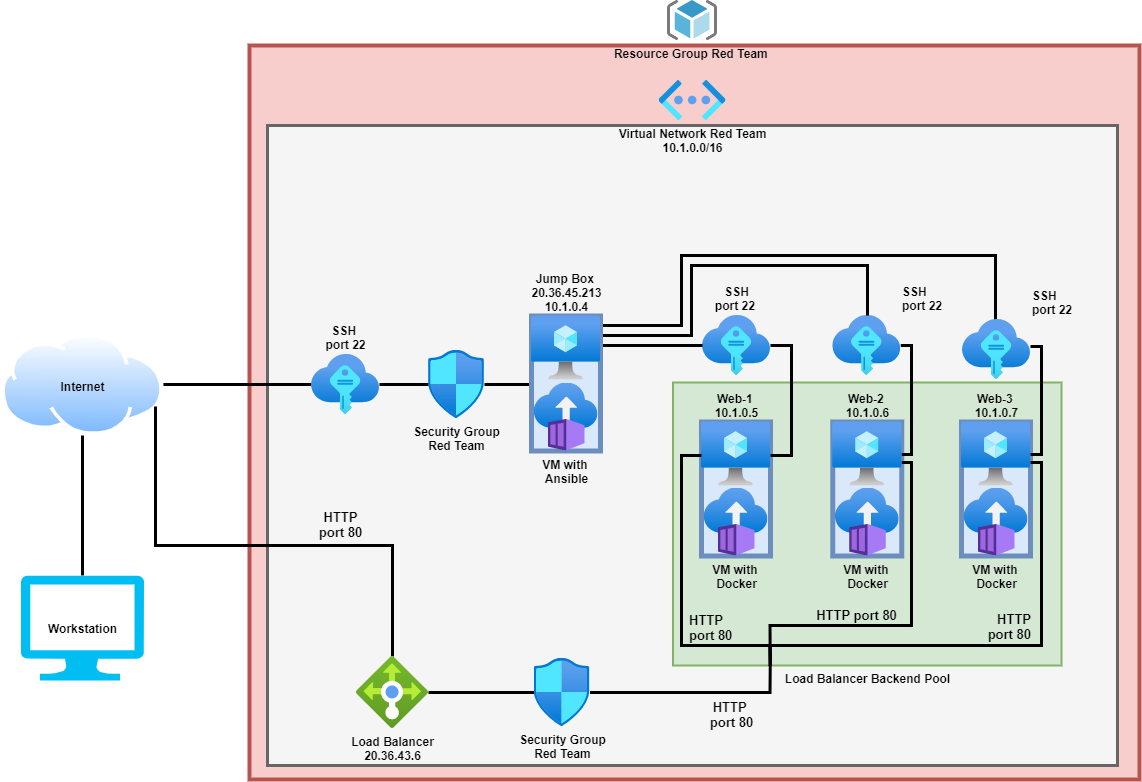 Resource Group Red Team
Virtual Network Red Team
10.1.0.0/16
Jump Box
20.36.45.213
10.1.0.4
SSH
port 22
SSH
port 22
SSH
port 22
SSH
port 22
Internet
Security Group
Red Team
VM with
Ansible
Web-1
10.1.0.5
Web-2
10.1.0.6
Web-3
10.1.0.7
VM with
Docker
VM with
Docker
VM with
Docker
HTTP
port 80
HTTP
port 80
HTTP port 80
HTTP
port 80
Workstation
Load Balancer Backend Pool
HTTP
port 80
Load Balancer
20.36.43.6
Security Group
Red Team